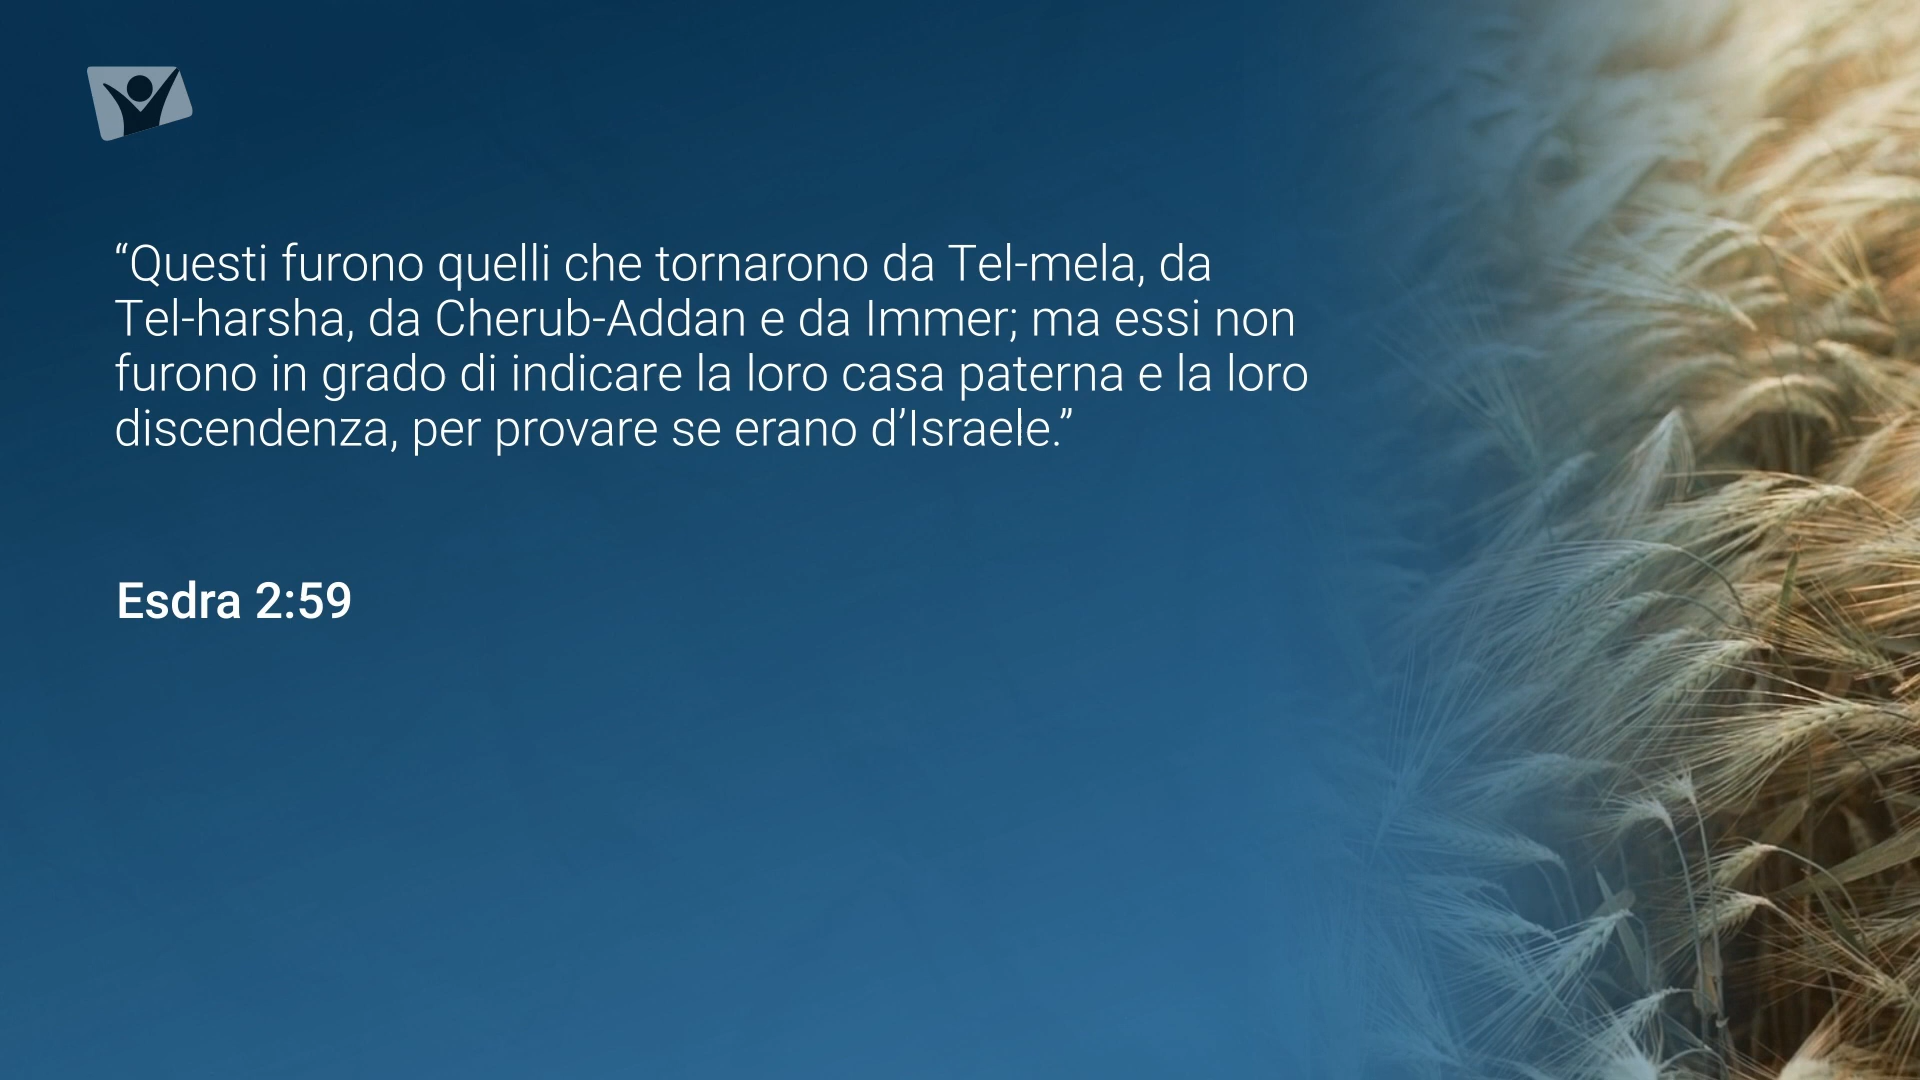 “Questi furono quelli che tornarono da Tel-mela, da
Tel-harsha, da Cherub-Addan e da Immer; ma essi non
furono in grado di indicare la loro casa paterna e la loro
discendenza, per provare se erano d’Israele.”
Esdra 2:59